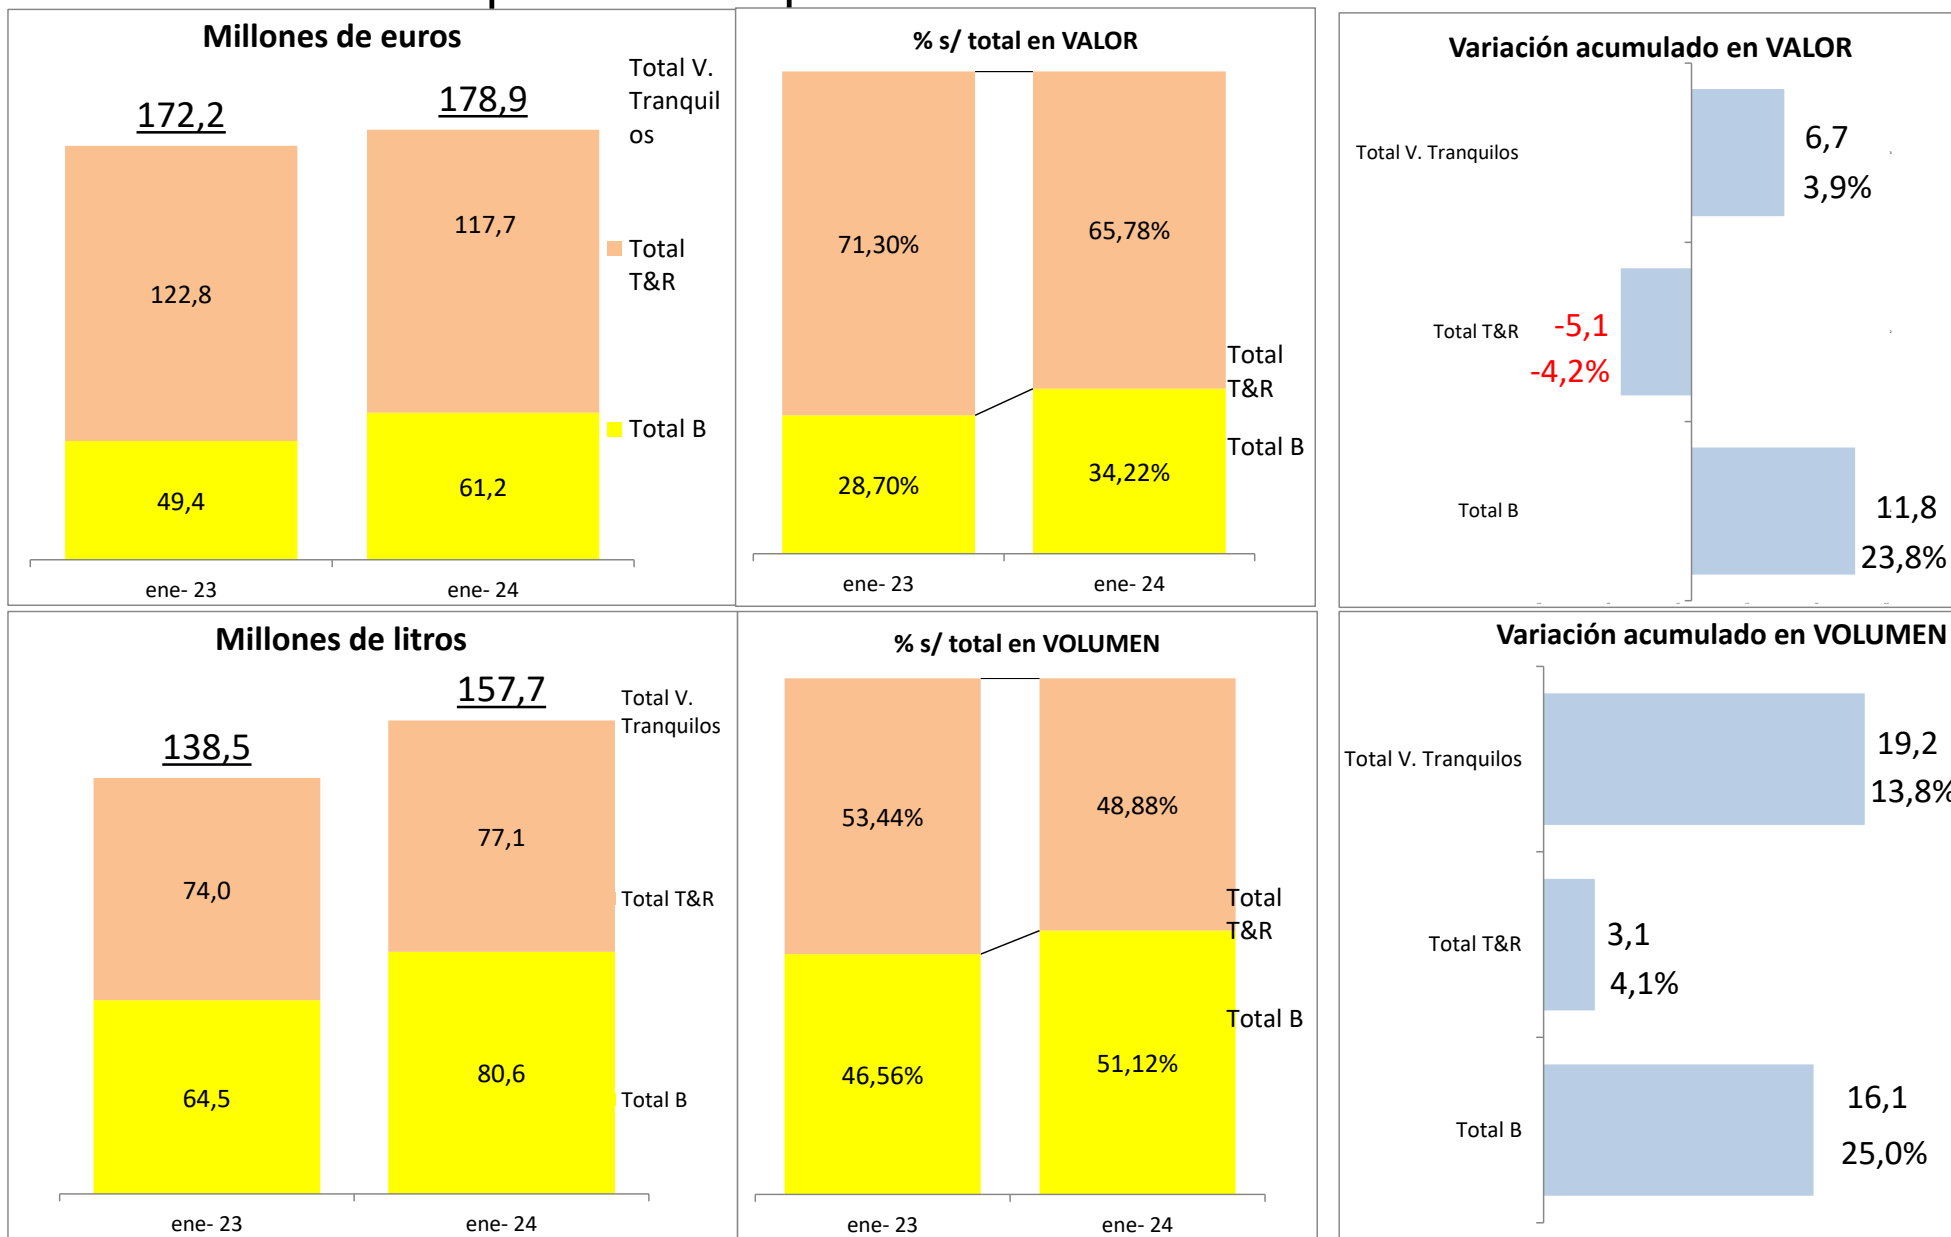 Millones de euros
172,2
178,9
Total V.
Tranquil
os
122,8
117,7
Total
T&R
49,4
61,2
Total B
ene- 23
ene- 24
% s/ total en VALOR
71,30%
65,78%
Total
T&R
28,70%
34,22%
Total B
ene- 23
ene- 24
Variación acumulado en VALOR
Total V. Tranquilos
6,7
3,9%
Total T&R
-5,1
-4,2%
Total B
11,8
23,8%
Millones de litros
138,5
157,7
Total V.
Tranquilos
74,0
77,1
Total T&R
64,5
80,6
Total B
ene- 23
ene- 24
% s/ total en VOLUMEN
53,44%
48,88%
Total
T&R
46,56%
51,12%
Total B
ene- 23
ene- 24
Variación acumulado en VOLUMEN
Total V. Tranquilos
19,2
13,8%
Total T&R
3,1
4,1%
Total B
16,1
25,0%